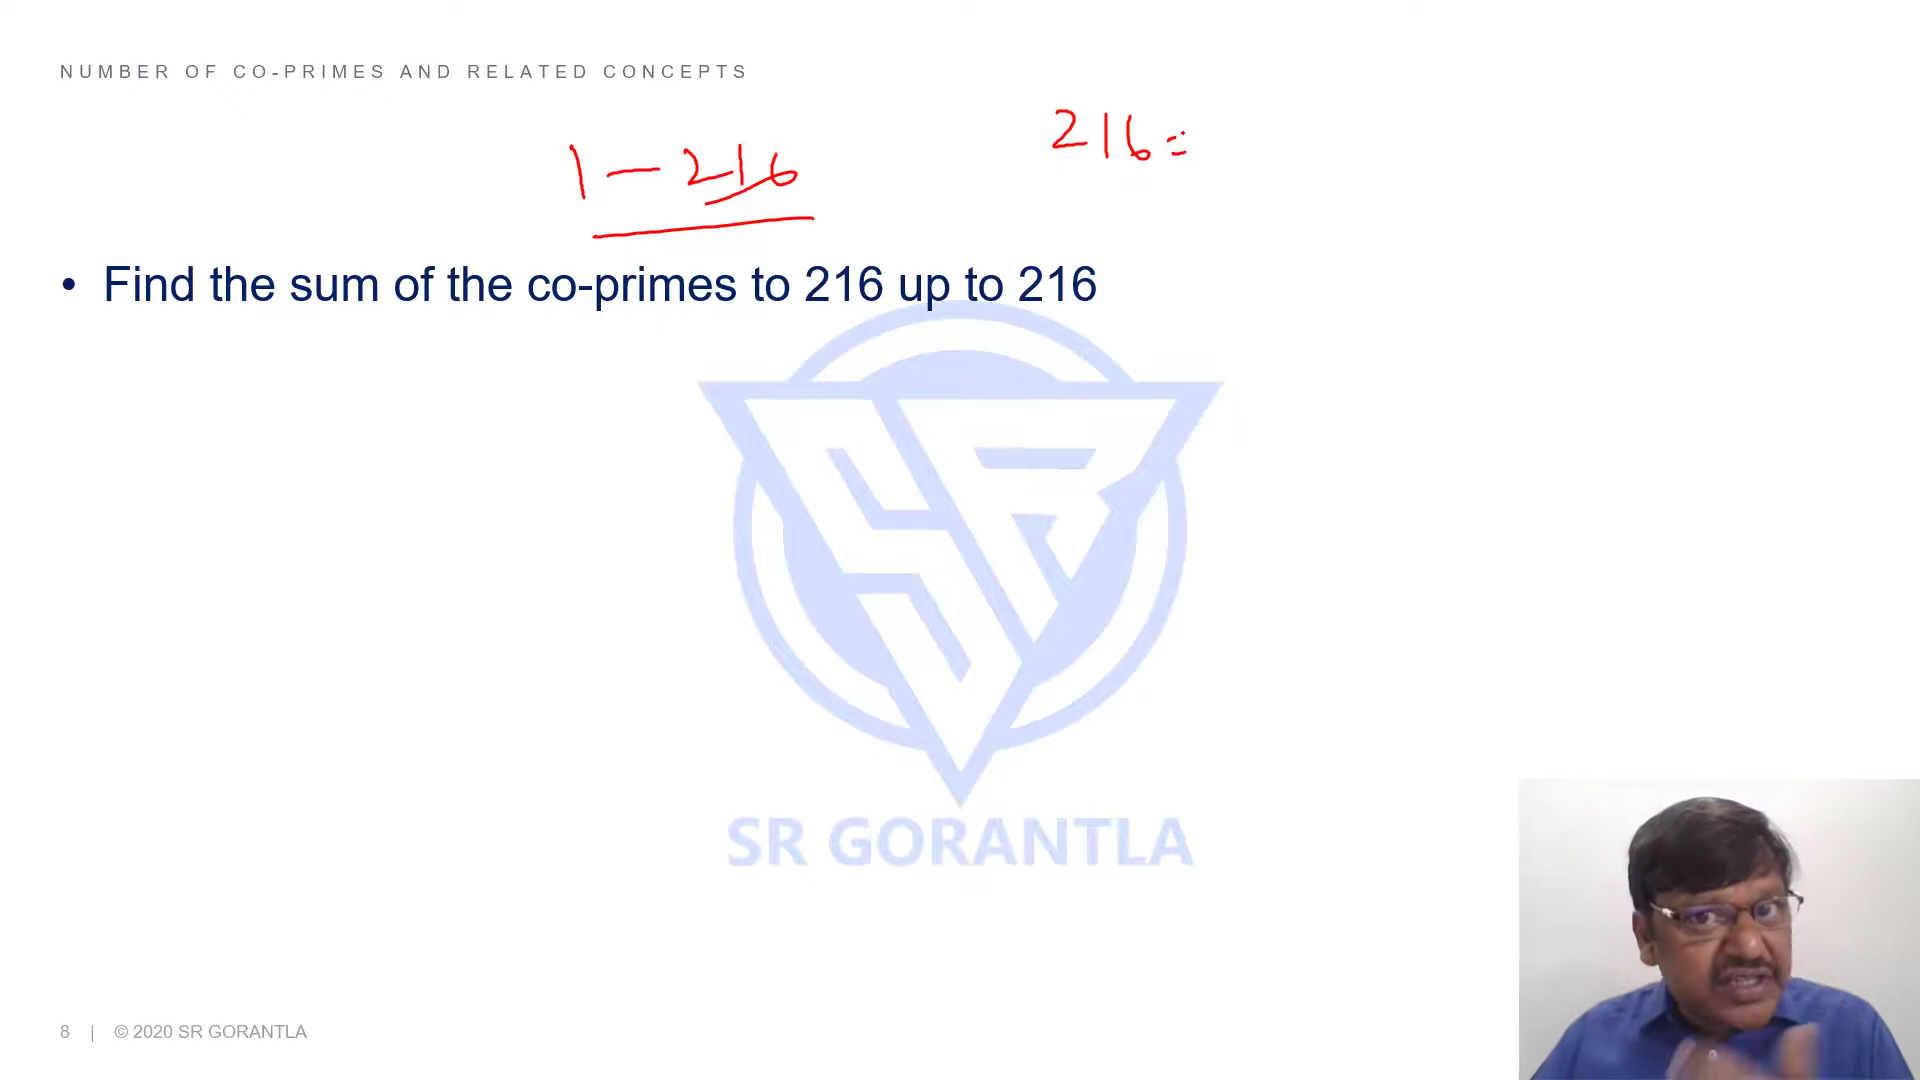 NUMBER OF CO-PRIMES AND RELATED CONCEPTS
216=
1 — 216
• Find the sum of the co-primes to 216 up to 216
SR GORANTLA
8 | © 2020 SR GORANTLA